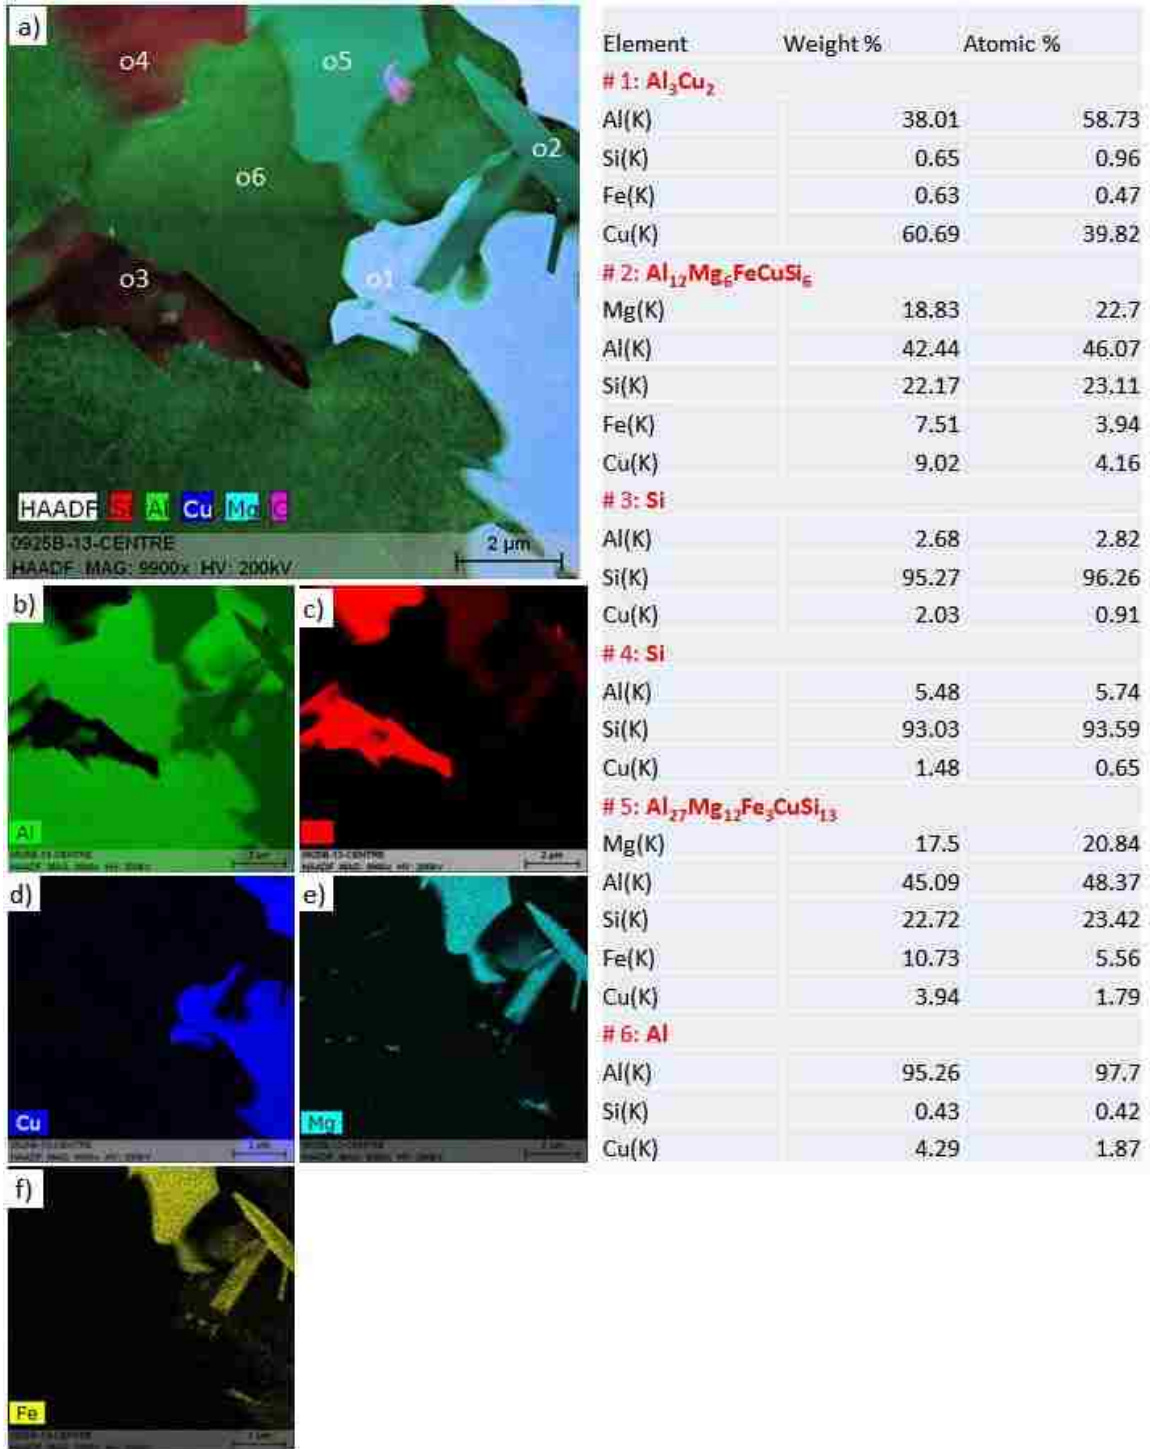 a)
o4
o5
o2
o6
o3
o1
HAADF Si Al Cu Mg C
0925B-13-CENTRE
HAADF MAG: 9900x HV: 200kV
2 µm
b)
Al
c)
2 µm
d)
Cu
e)
Mg
f)
Fe
Element Weight % Atomic %
# 1: Al₃Cu₂
Al(K) 38.01 58.73
Si(K) 0.65 0.96
Fe(K) 0.63 0.47
Cu(K) 60.69 39.82
# 2: Al₁₂Mg₆FeCuSi₆
Mg(K) 18.83 22.7
Al(K) 42.44 46.07
Si(K) 22.17 23.11
Fe(K) 7.51 3.94
Cu(K) 9.02 4.16
# 3: Si
Al(K) 2.68 2.82
Si(K) 95.27 96.26
Cu(K) 2.03 0.91
# 4: Si
Al(K) 5.48 5.74
Si(K) 93.03 93.59
Cu(K) 1.48 0.65
# 5: Al₂₇Mg₁₂Fe₃CuSi₁₃
Mg(K) 17.5 20.84
Al(K) 45.09 48.37
Si(K) 22.72 23.42
Fe(K) 10.73 5.56
Cu(K) 3.94 1.79
# 6: Al
Al(K) 95.26 97.7
Si(K) 0.43 0.42
Cu(K) 4.29 1.87